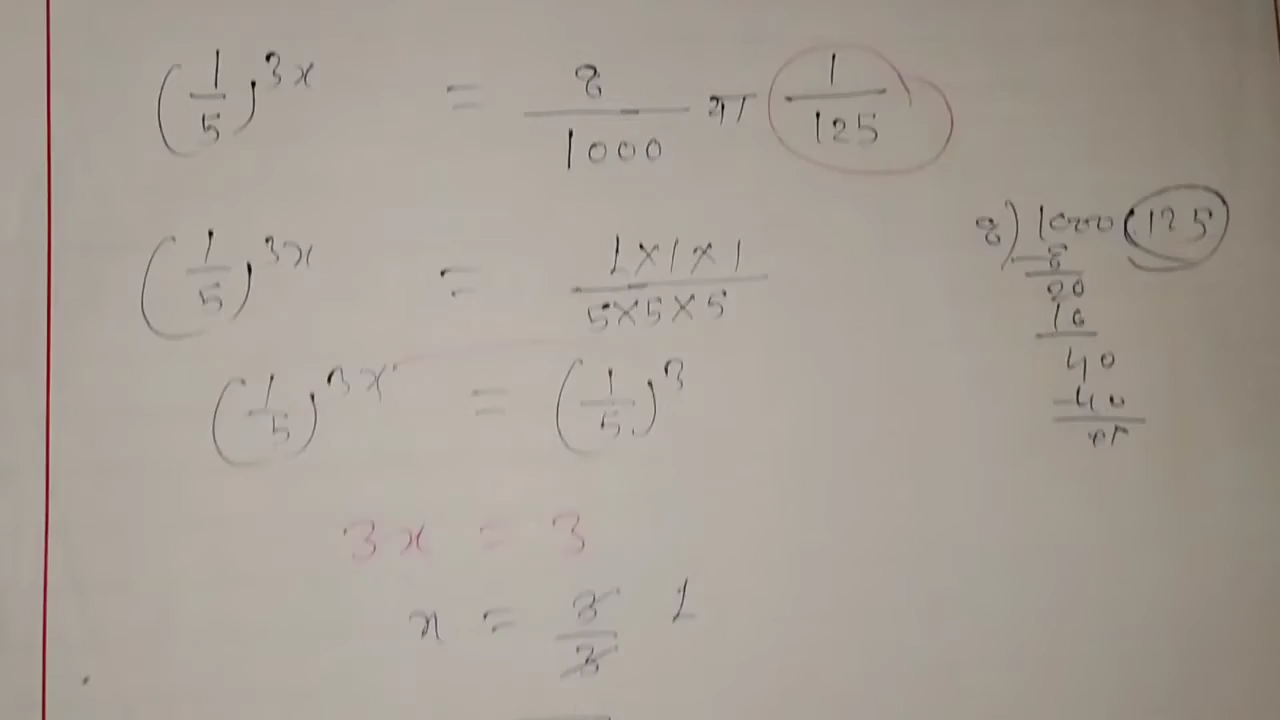 (1/5)^3x = 8/1000 या 1/125
(1/5)^3x = 1×1×1/5×5×5
(1/5)^3x = (1/5)^3
3x = 3
x = 3/3 1
8) 1000 (125
-8
20
16
40
-40